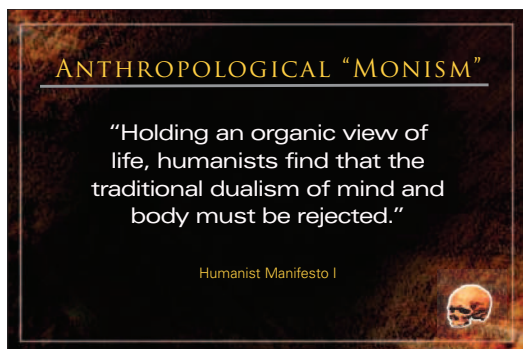 ANTHROPOLOGICAL “MONISM”
“Holding an organic view of
life, humanists find that the
traditional dualism of mind and
body must be rejected.”
Humanist Manifesto I